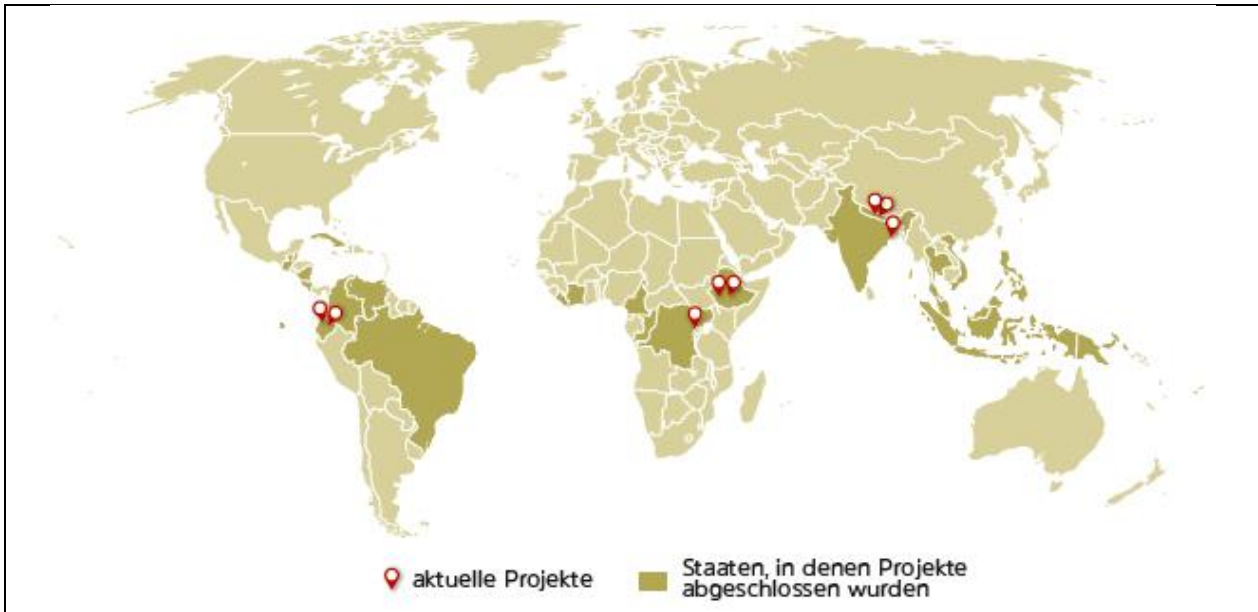 aktuelle Projekte
Staaten, in denen Projekte
abgeschlossen wurden